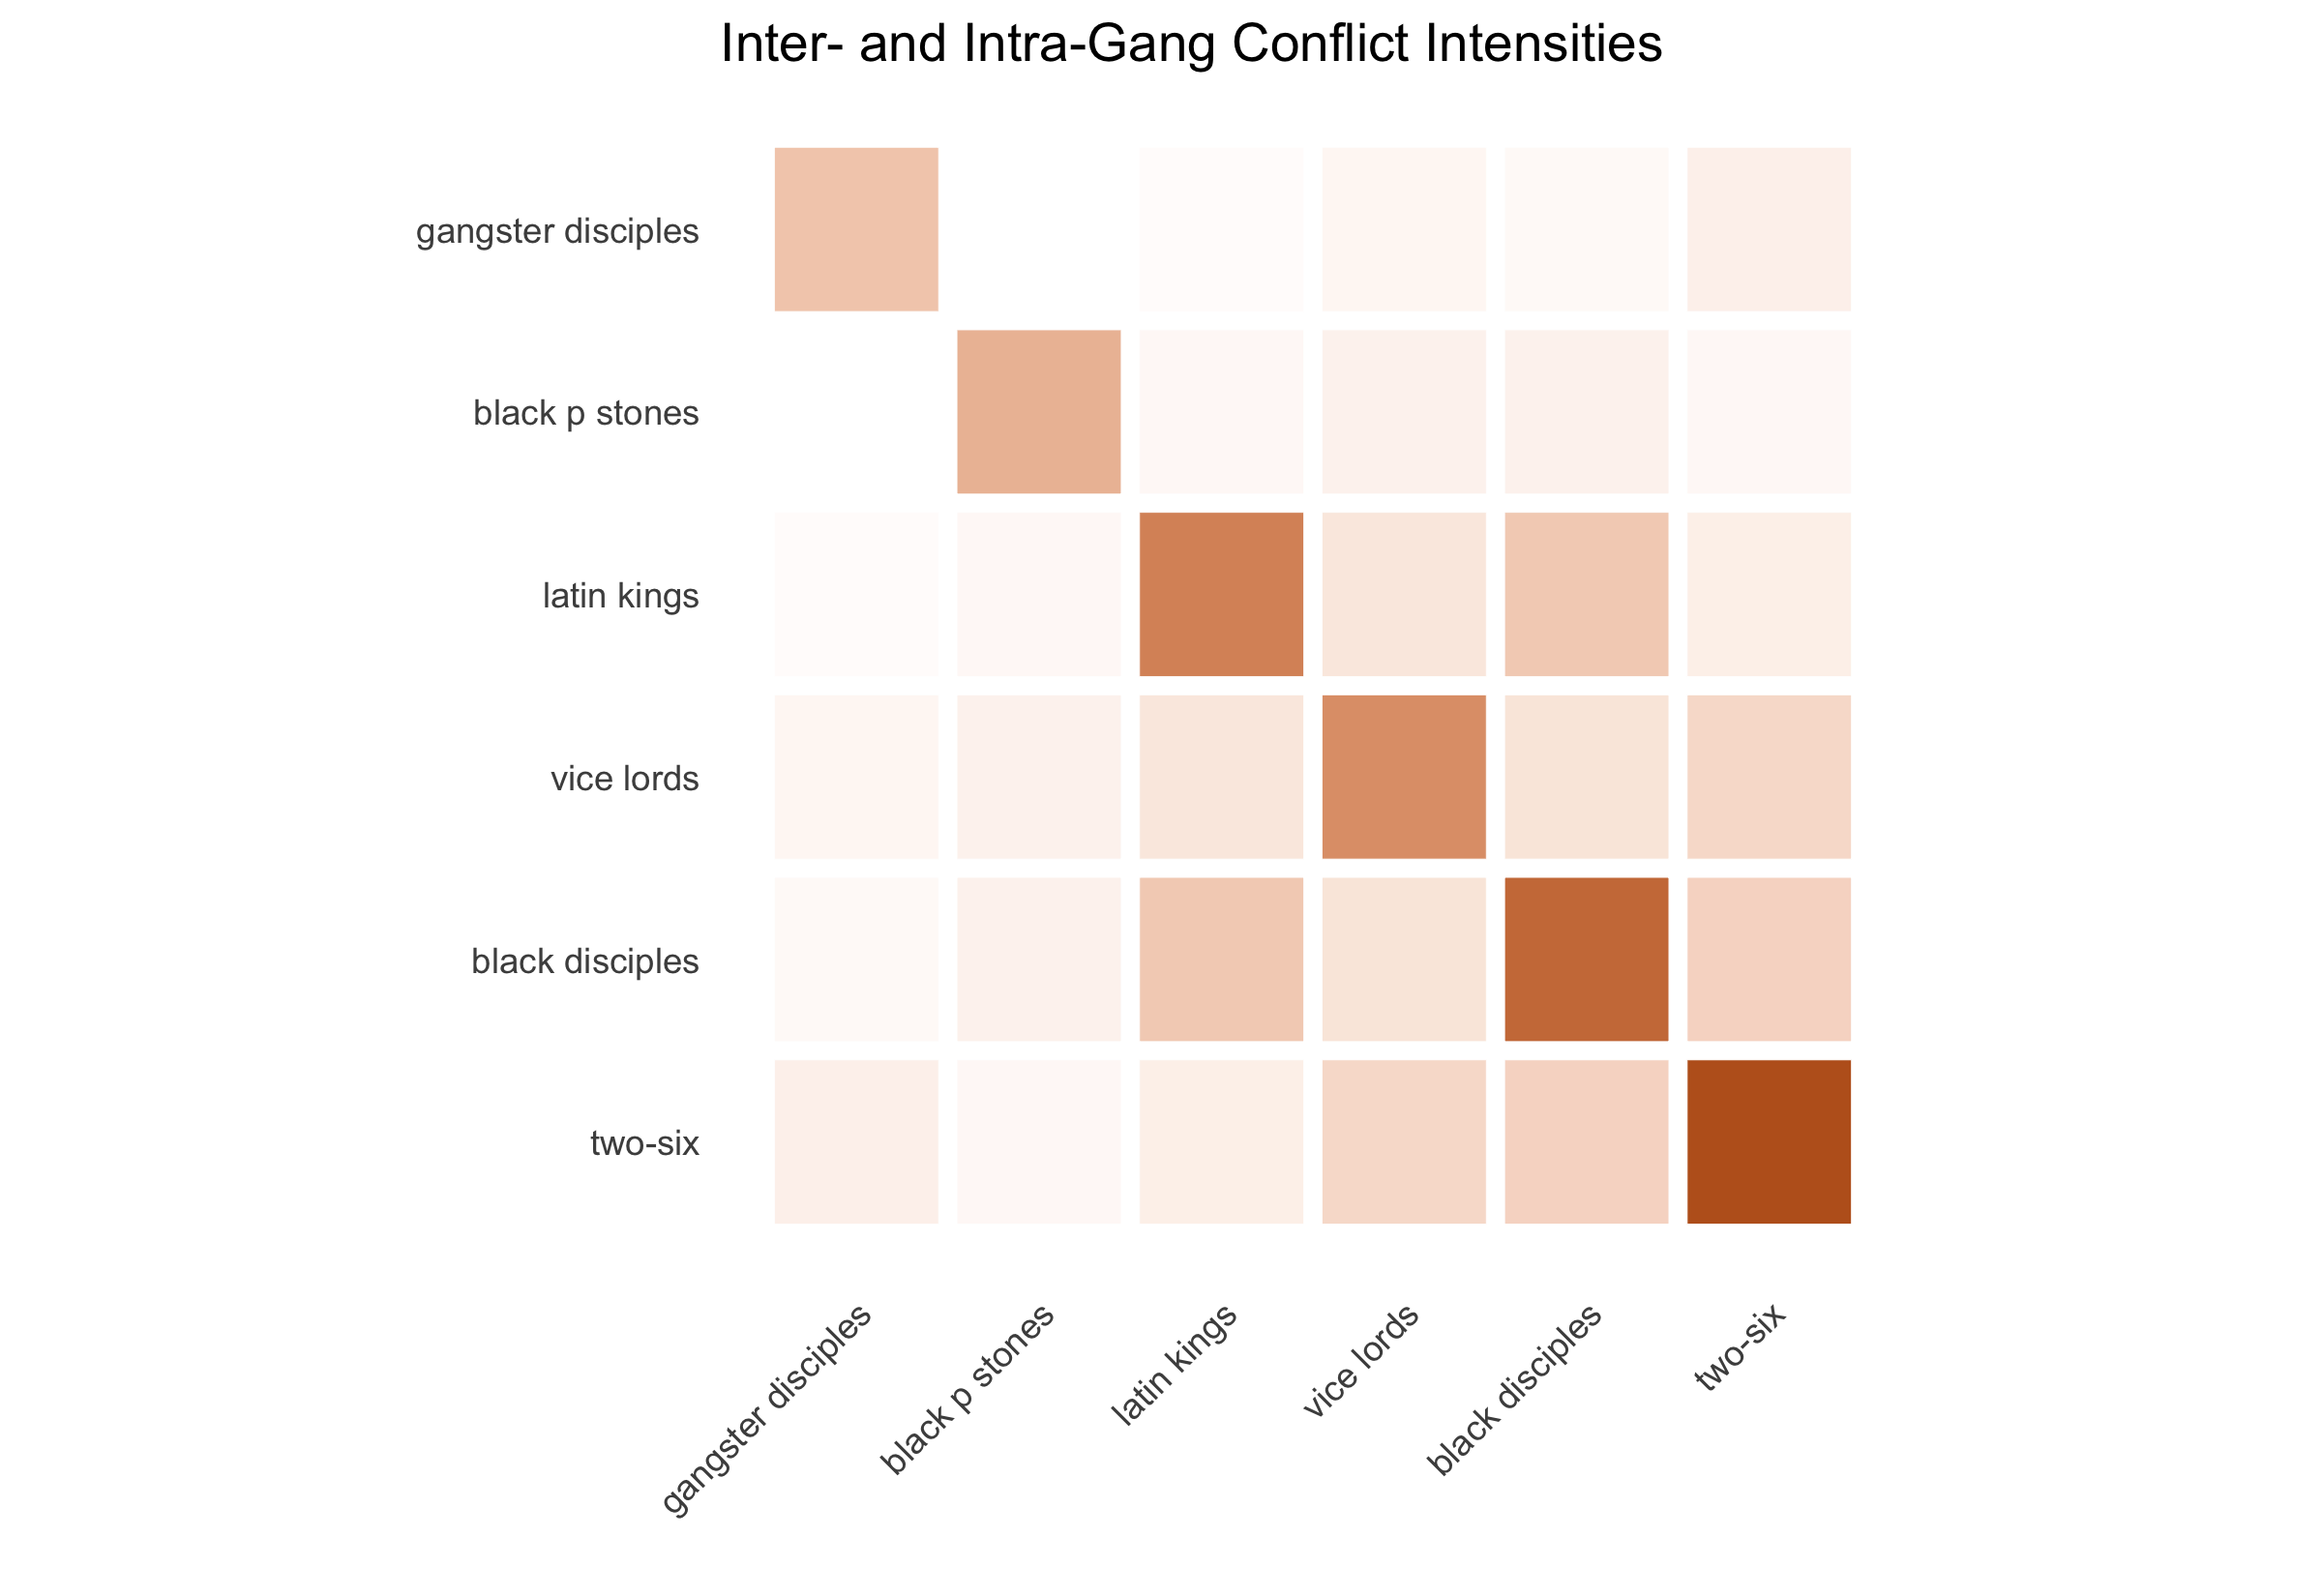 Inter- and Intra-Gang Conflict Intensities
gangster disciples
black p stones
latin kings
vice lords
black disciples
two-six
gangster disciples
black p stones
latin kings
vice lords
black disciples
two-six